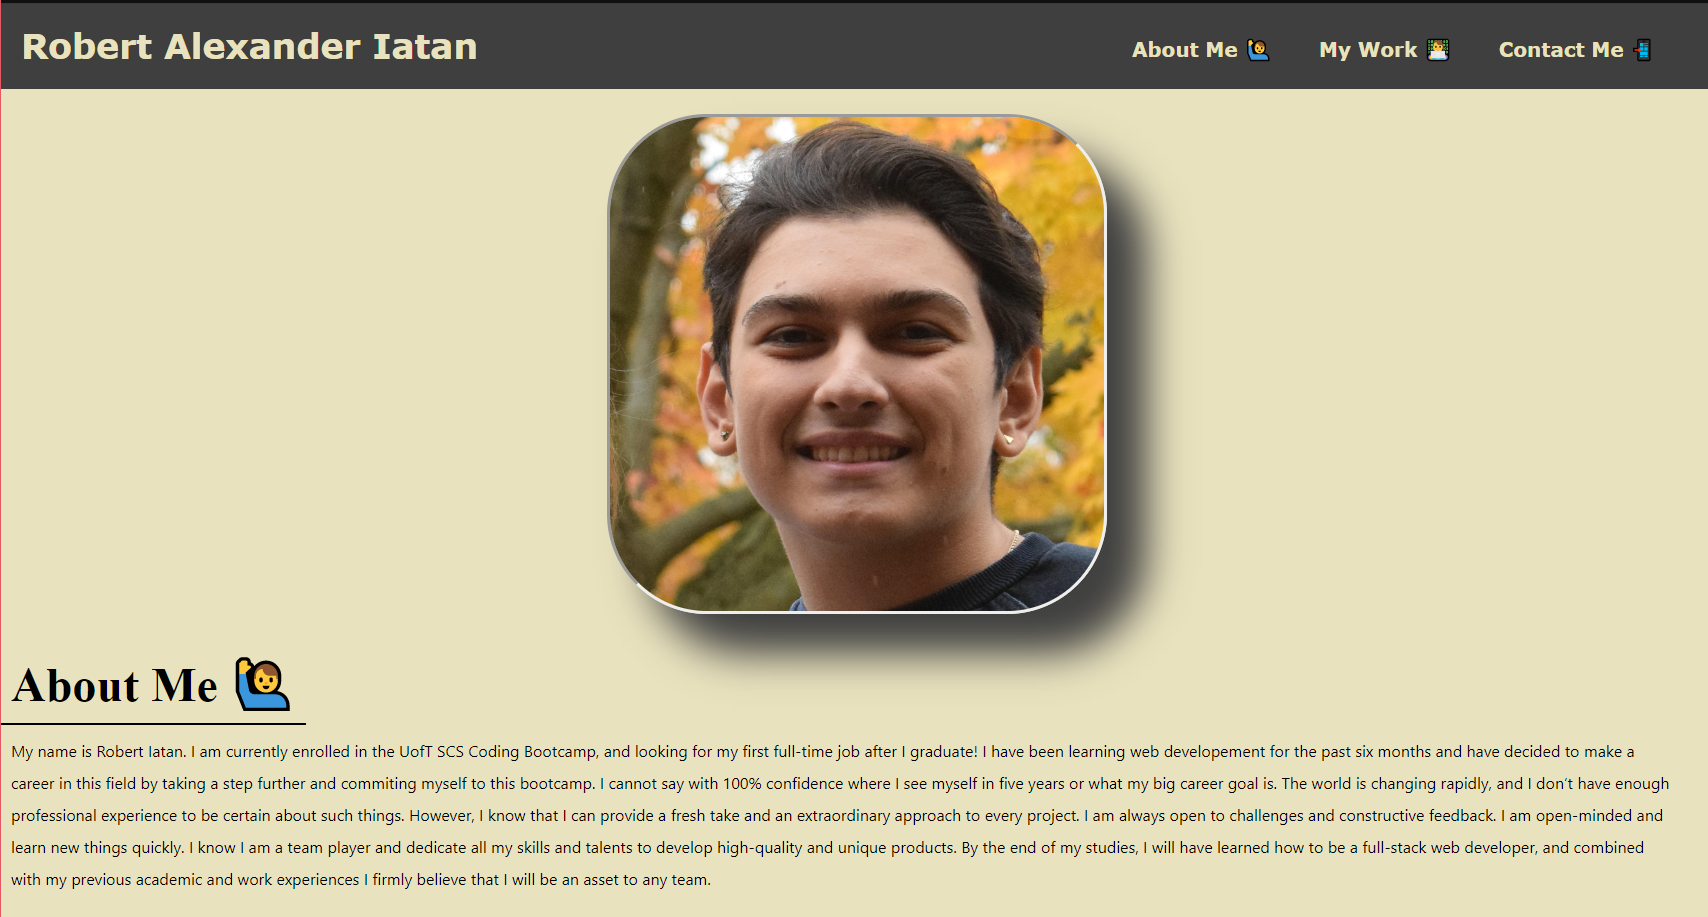 Robert Alexander Iatan
About Me 🙋‍♂️ My Work 👨‍💻 Contact Me 📲
About Me 🙋‍♂️
My name is Robert Iatan. I am currently enrolled in the UofT SCS Coding Bootcamp, and looking for my first full-time job after I graduate! I have been learning web developement for the past six months and have decided to make a
career in this field by taking a step further and commiting myself to this bootcamp. I cannot say with 100% confidence where I see myself in five years or what my big career goal is. The world is changing rapidly, and I don't have enough
professional experience to be certain about such things. However, I know that I can provide a fresh take and an extraordinary approach to every project. I am always open to challenges and constructive feedback. I am open-minded and
learn new things quickly. I know I am a team player and dedicate all my skills and talents to develop high-quality and unique products. By the end of my studies, I will have learned how to be a full-stack web developer, and combined
with my previous academic and work experiences I firmly believe that I will be an asset to any team.